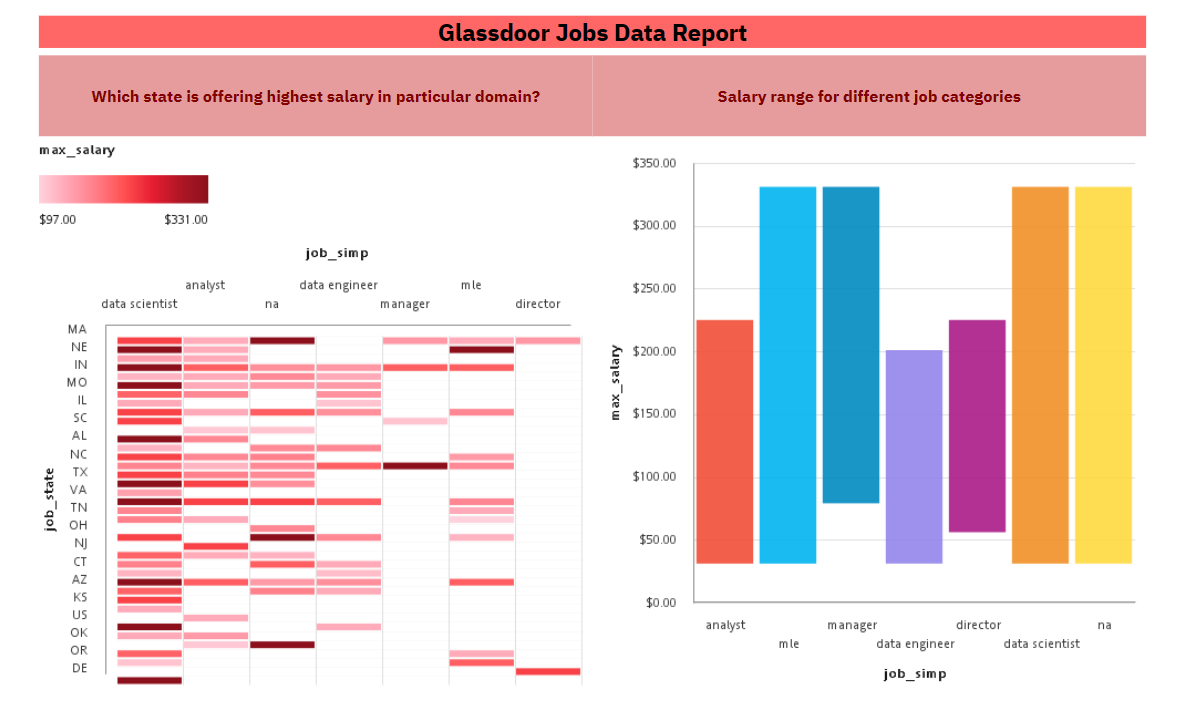 Glassdoor Jobs Data Report
Which state is offering highest salary in particular domain?
Salary range for different job categories
max_salary
$97.00 $331.00
job_simp
analyst data engineer mle
data scientist na manager director
job_state
MA
NE
IN
MO
IL
SC
AL
NC
TX
VA
TN
OH
NJ
CT
AZ
KS
US
OK
OR
DE
max_salary
$350.00
$300.00
$250.00
$200.00
$150.00
$100.00
$50.00
$0.00
analyst manager director na
mle data engineer data scientist
job_simp